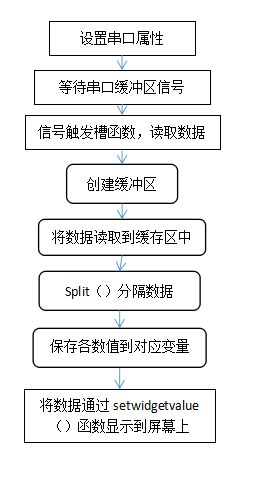 设置串口属性
等待串口缓冲区信号
信号触发槽函数，读取数据
创建缓冲区
将数据读取到缓存区中
Split（）分隔数据
保存各数值到对应变量
将数据通过 setwidgetvalue
（）函数显示到屏幕上